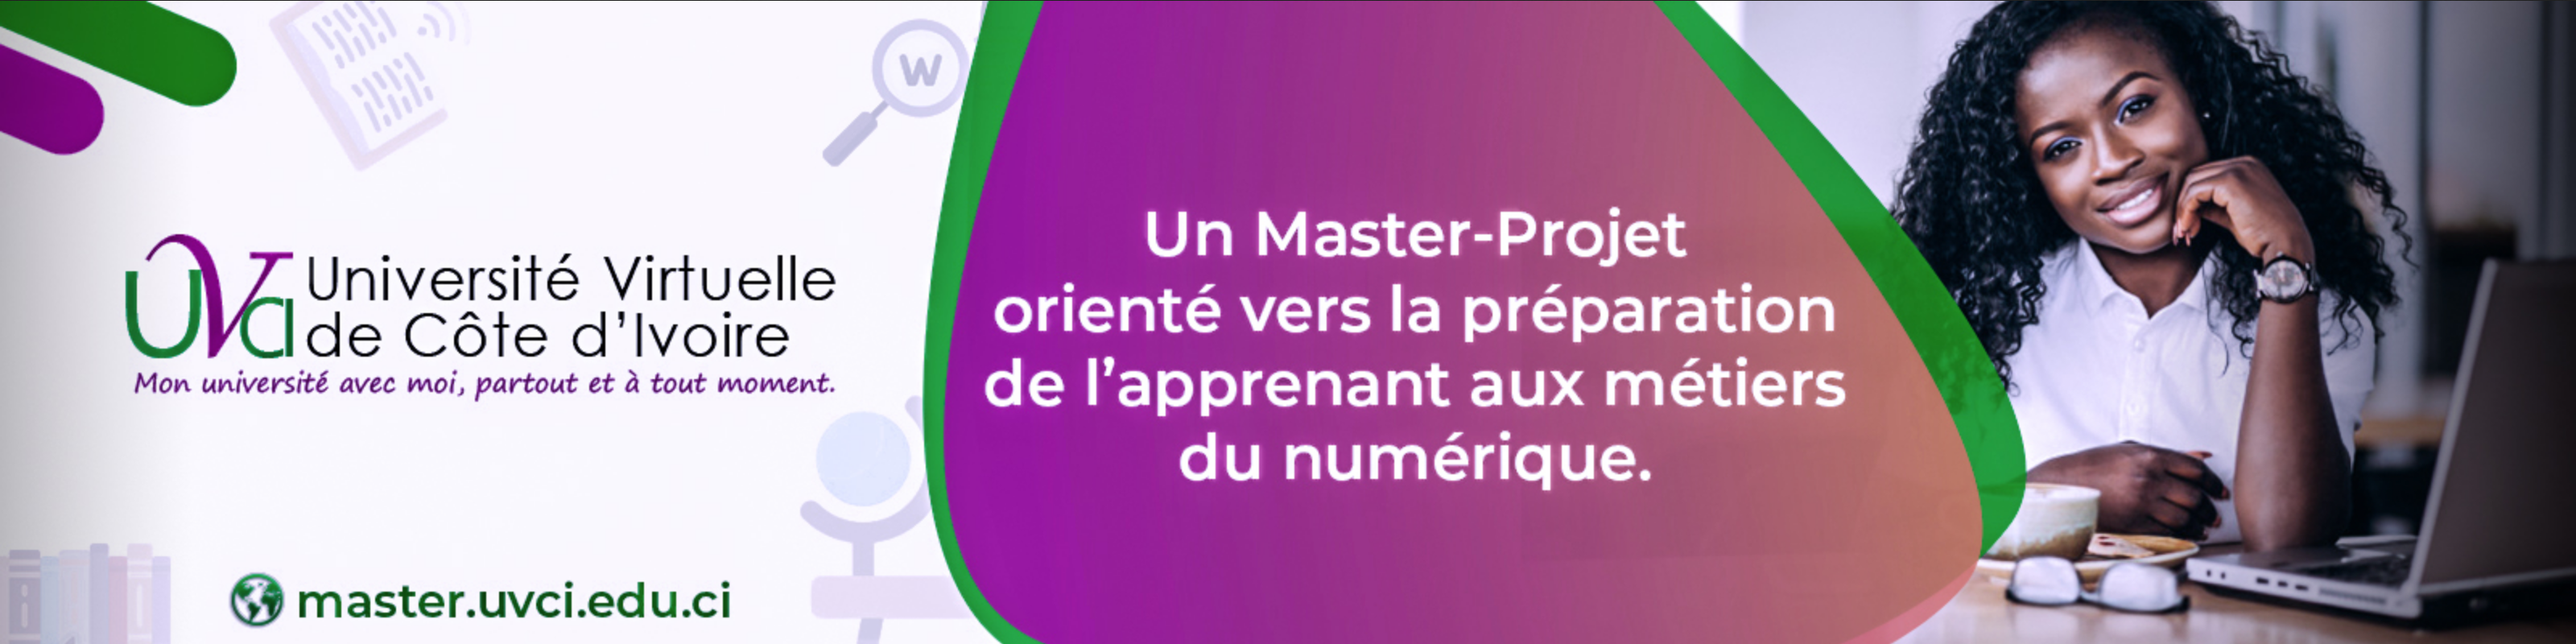 UVci
Université Virtuelle
de Côte d'Ivoire
Mon université avec moi, partout et à tout moment.
master.uvci.edu.ci
W
Un Master-Projet
orienté vers la préparation
de l'apprenant aux métiers
du numérique.